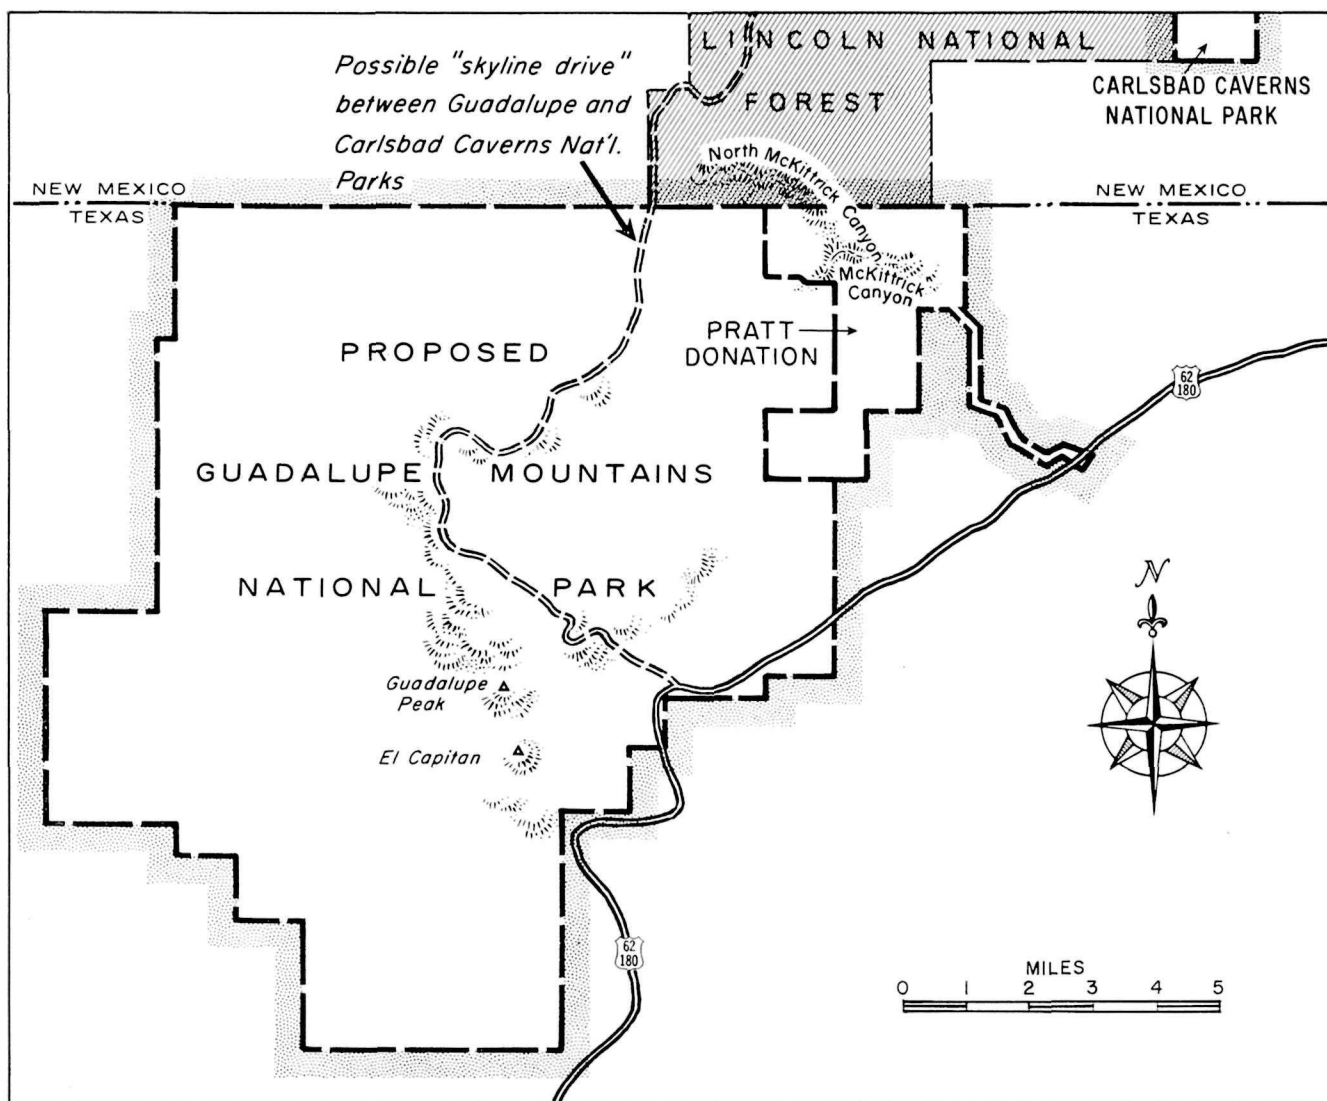 LINCOLN NATIONAL
FOREST
Possible "skyline drive"
between Guadalupe and
Carlsbad Caverns Nat'l.
Parks
CARLSBAD CAVERNS
NATIONAL PARK
North McKittrick Canyon
NEW MEXICO
TEXAS
NEW MEXICO
TEXAS
McKittrick
Canyon
PRATT
DONATION
PROPOSED
62
180
GUADALUPE MOUNTAINS
NATIONAL PARK
Guadalupe
Peak
El Capitan
N
62
180
MILES
0 1 2 3 4 5